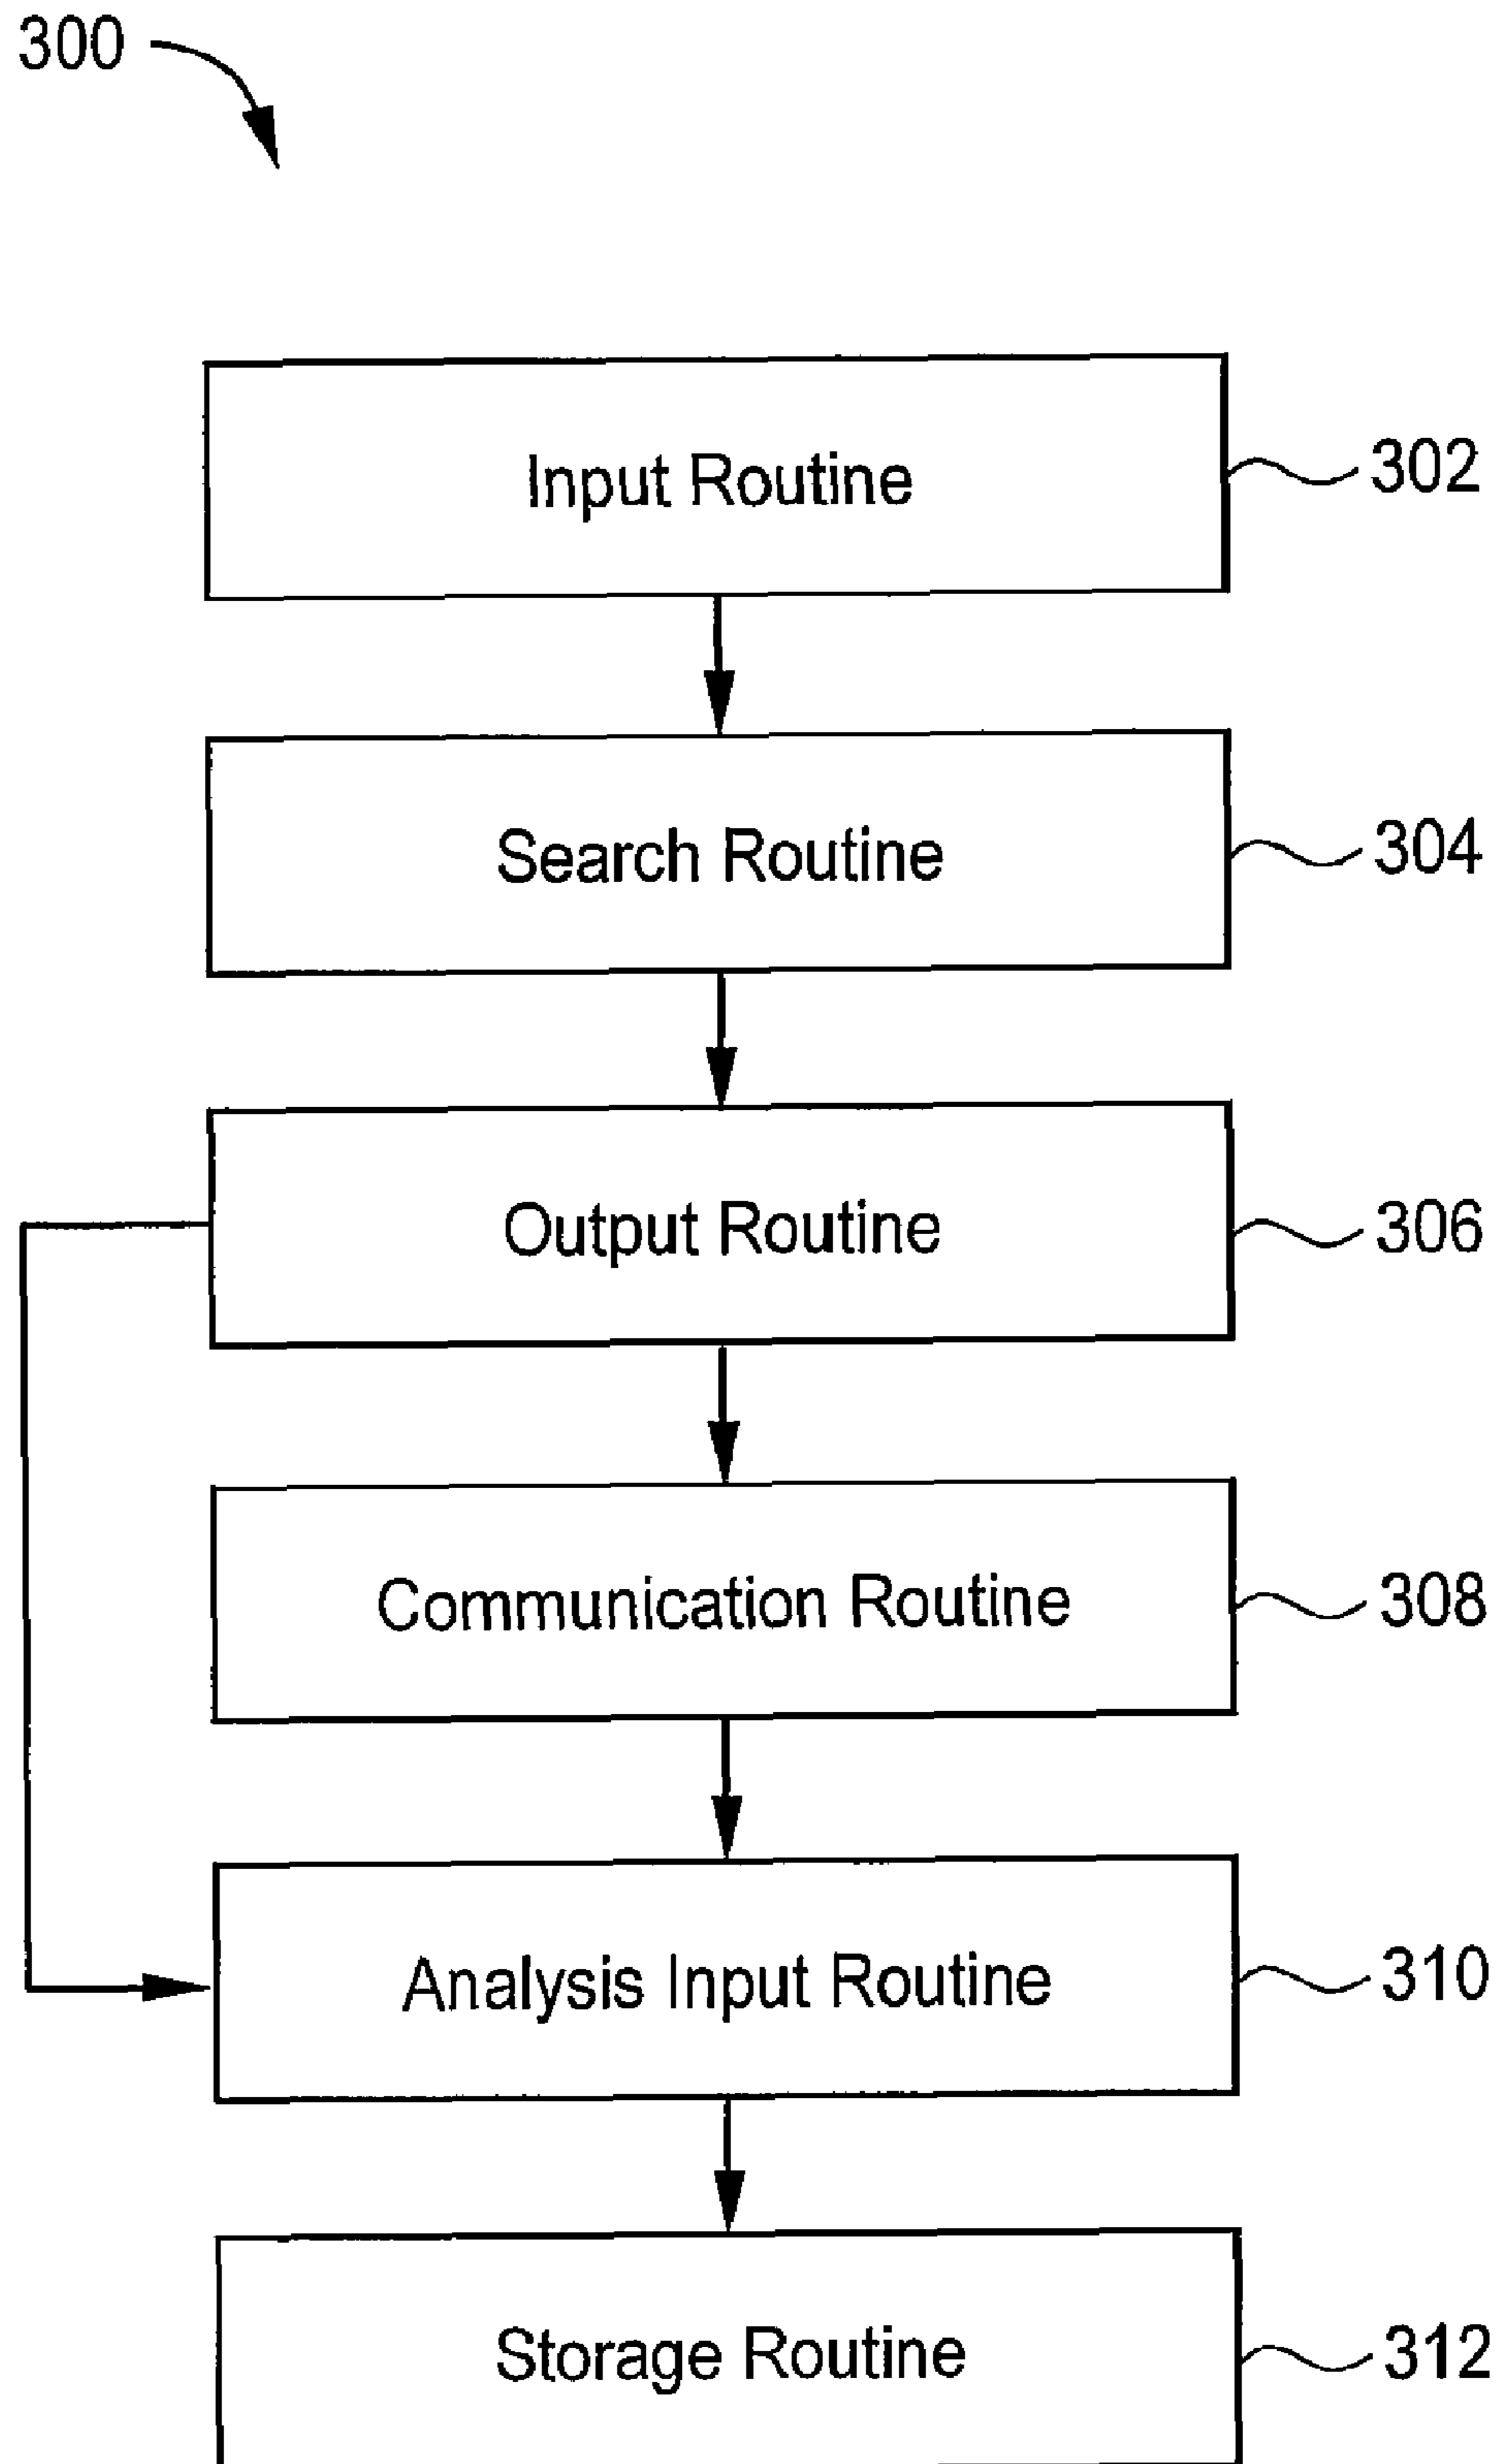 300
Input Routine
302
Search Routine
304
Output Routine
306
Communication Routine
308
Analysis Input Routine
310
Storage Routine
312